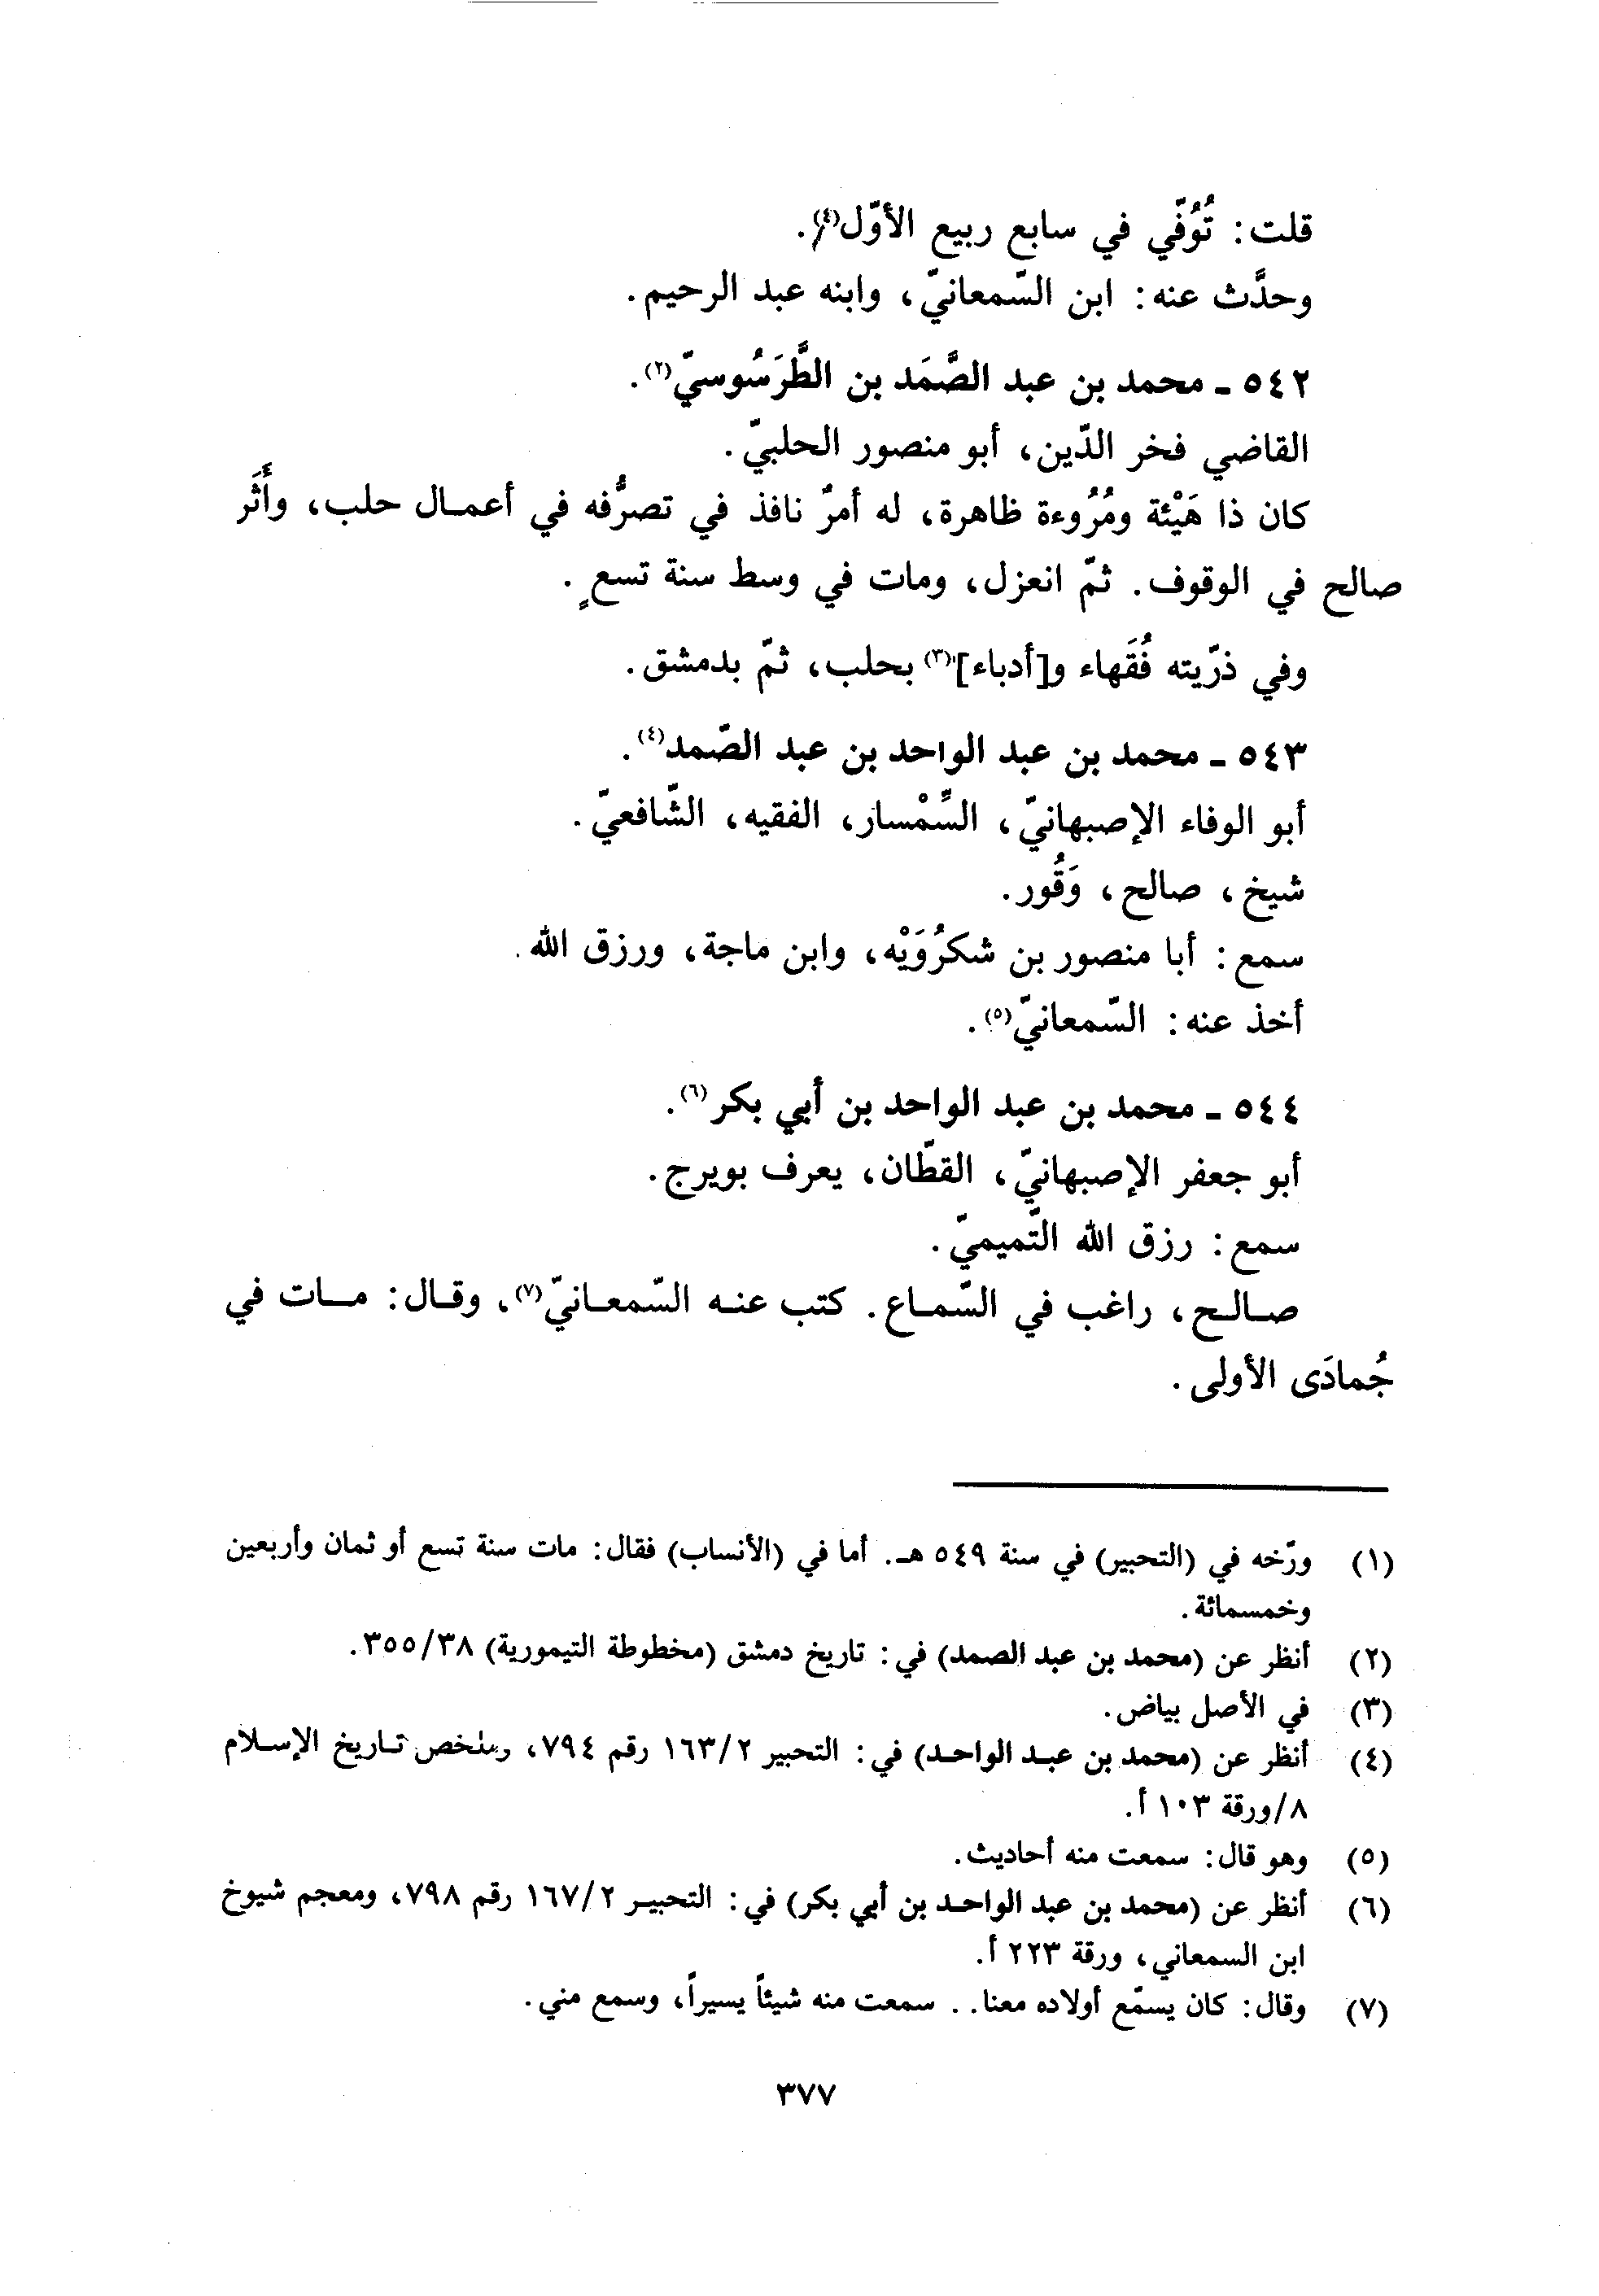 قلت: تُوُفّي في سابع ربيع الأوّل(٤).
وحدَّث عنه: ابن السّمعانيّ، وابنه عبد الرحيم.
٥٤٢ ـ محمد بن عبد الصَّمَد بن الطَّرَسُوسيّ(٢).
القاضي فخر الدّين، أبو منصور الحلبيّ.
كان ذا هَيْئة ومُرُوءة ظاهرة، له أمرٌ نافذ في تصرُّفه في أعمال حلب، وأَثَر
صالح في الوقوف. ثمّ انعزل، ومات في وسط سنة تسعٍ.
وفي ذرّيته فُقَهاء و[أدباء](٣) بحلب، ثمّ بدمشق.
٥٤٣ ـ محمد بن عبد الواحد بن عبد الصّمد(٤).
أبو الوفاء الإصبهانيّ، السِّمْسار، الفقيه، الشّافعيّ.
شيخ، صالح، وَقُور.
سمع: أبا منصور بن شكرُوَيْه، وابن ماجة، ورزق الله.
أخذ عنه: السّمعانيّ(٥).
٥٤٤ ـ محمد بن عبد الواحد بن أبي بكر(٦).
أبو جعفر الإصبهانيّ، القطّان، يعرف بويرج.
سمع: رزق الله التّميميّ.
صالح، راغب في السّماع. كتب عنه السّمعانيّ(٧)، وقال: مات في
جُمادَى الأولى.
(١) ورّخه في (التحبير) في سنة ٥٤٩ هـ. أما في (الأنساب) فقال: مات سنة تسع أو ثمان وأربعين
وخمسمائة.
(٢) أنظر عن (محمد بن عبد الصمد) في: تاريخ دمشق (مخطوطة التيمورية) ٣٥٥/٣٨.
(٣) في الأصل بياض.
(٤) أنظر عن (محمد بن عبد الواحد) في: التحبير ١٦٣/٢ رقم ٧٩٤، وملخص تاريخ الإسلام
٨/ورقة ١٠٣ أ.
(٥) وهو قال: سمعت منه أحاديث.
(٦) أنظر عن (محمد بن عبد الواحد بن أبي بكر) في: التحبير ١٦٧/٢ رقم ٧٩٨، ومعجم شيوخ
ابن السمعاني، ورقة ٢٢٣ أ.
(٧) وقال: كان يسمّع أولاده معنا.. سمعت منه شيئاً يسيراً، وسمع مني.
٣٧٧